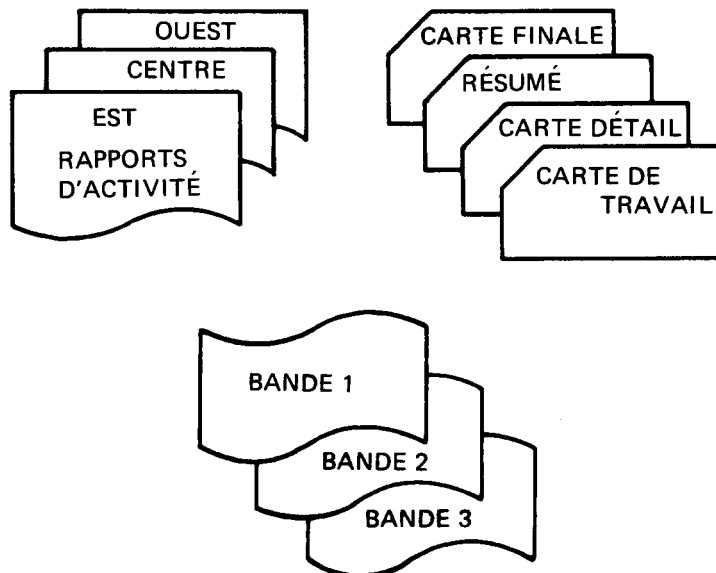 OUEST
CENTRE
EST
RAPPORTS
D'ACTIVITÉ
CARTE FINALE
RÉSUMÉ
CARTE DÉTAIL
CARTE DE
TRAVAIL
BANDE 1
BANDE 2
BANDE 3